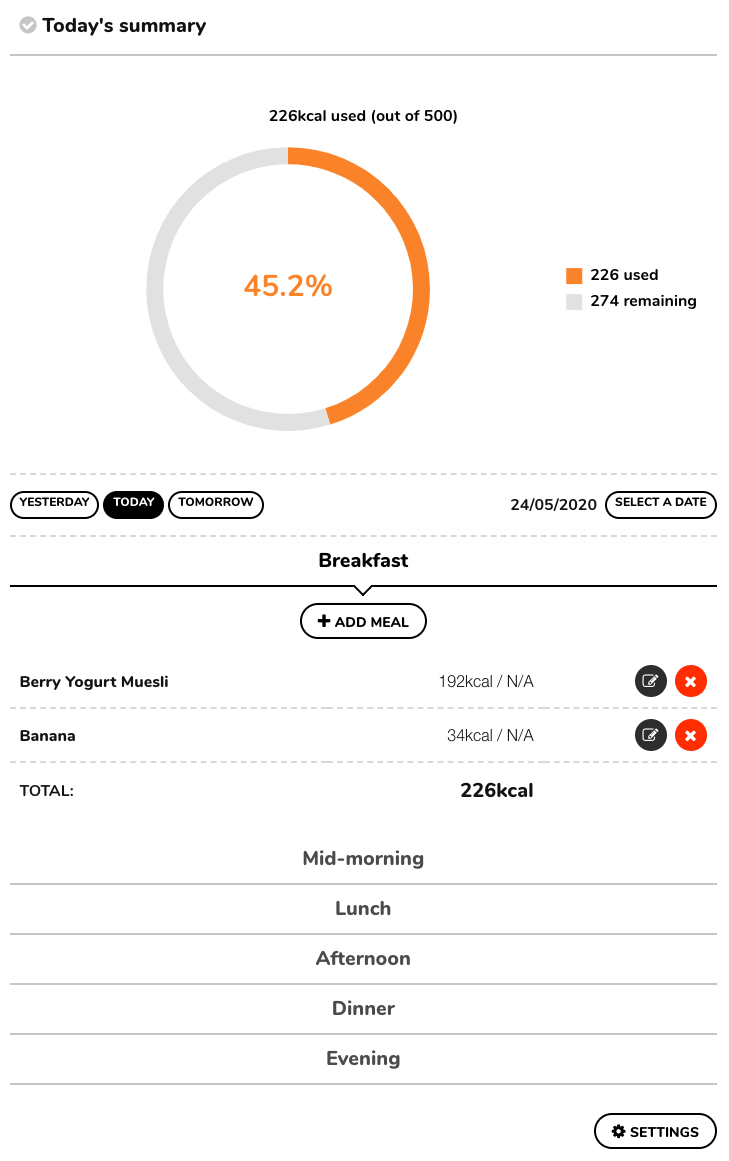 Today's summary
226kcal used (out of 500)
45.2%
226 used
274 remaining
YESTERDAY TODAY TOMORROW 24/05/2020 SELECT A DATE
Breakfast
ADD MEAL
Berry Yogurt Muesli 192kcal / N/A
Banana 34kcal / N/A
TOTAL: 226kcal
Mid-morning
Lunch
Afternoon
Dinner
Evening
SETTINGS